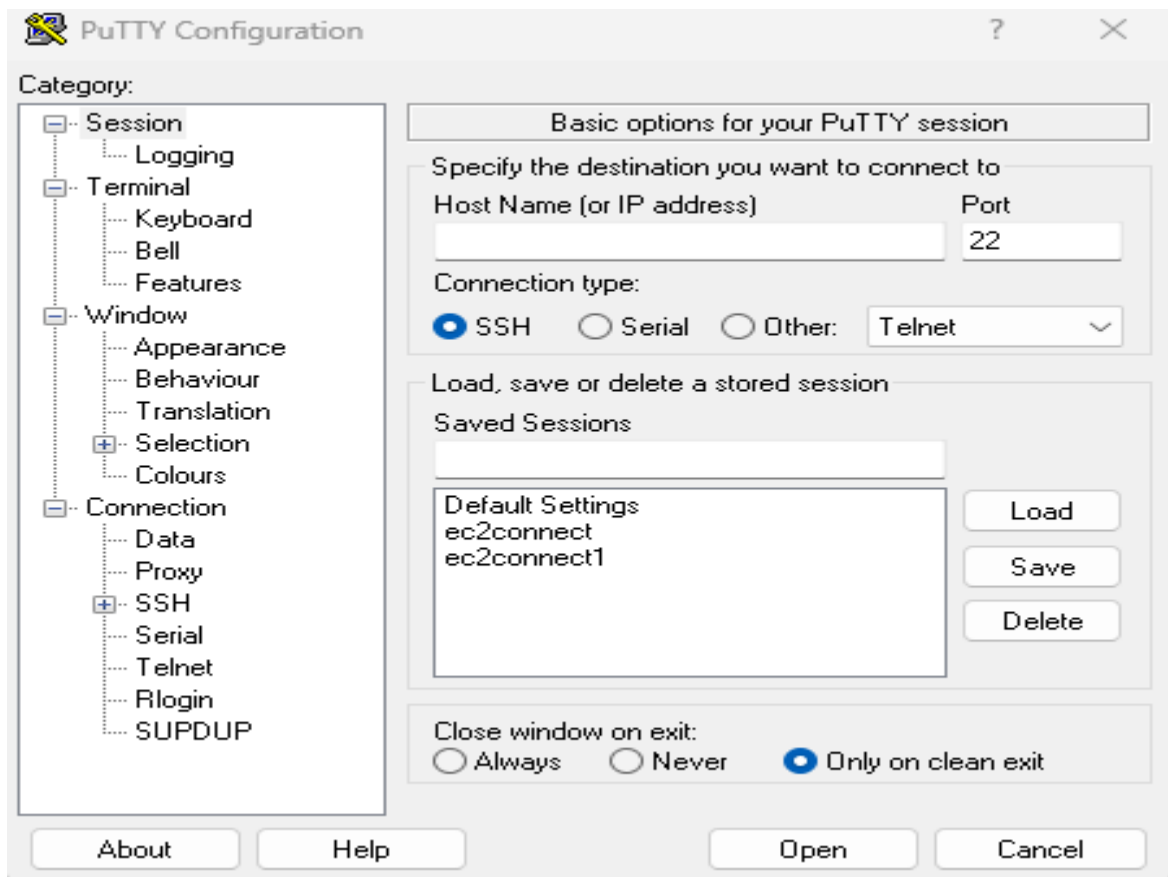 PuTTY Configuration
?
Category:
Session
Logging
Terminal
Keyboard
Bell
Features
Window
Appearance
Behaviour
Translation
Selection
Colours
Connection
Data
Proxy
SSH
Serial
Telnet
Rlogin
SUPDUP
Basic options for your PuTTY session
Specify the destination you want to connect to
Host Name (or IP address) Port
22
Connection type:
SSH Serial Other: Telnet
Load, save or delete a stored session
Saved Sessions
Default Settings
ec2connect
ec2connect1
Load
Save
Delete
Close window on exit:
Always Never Only on clean exit
About Help Open Cancel